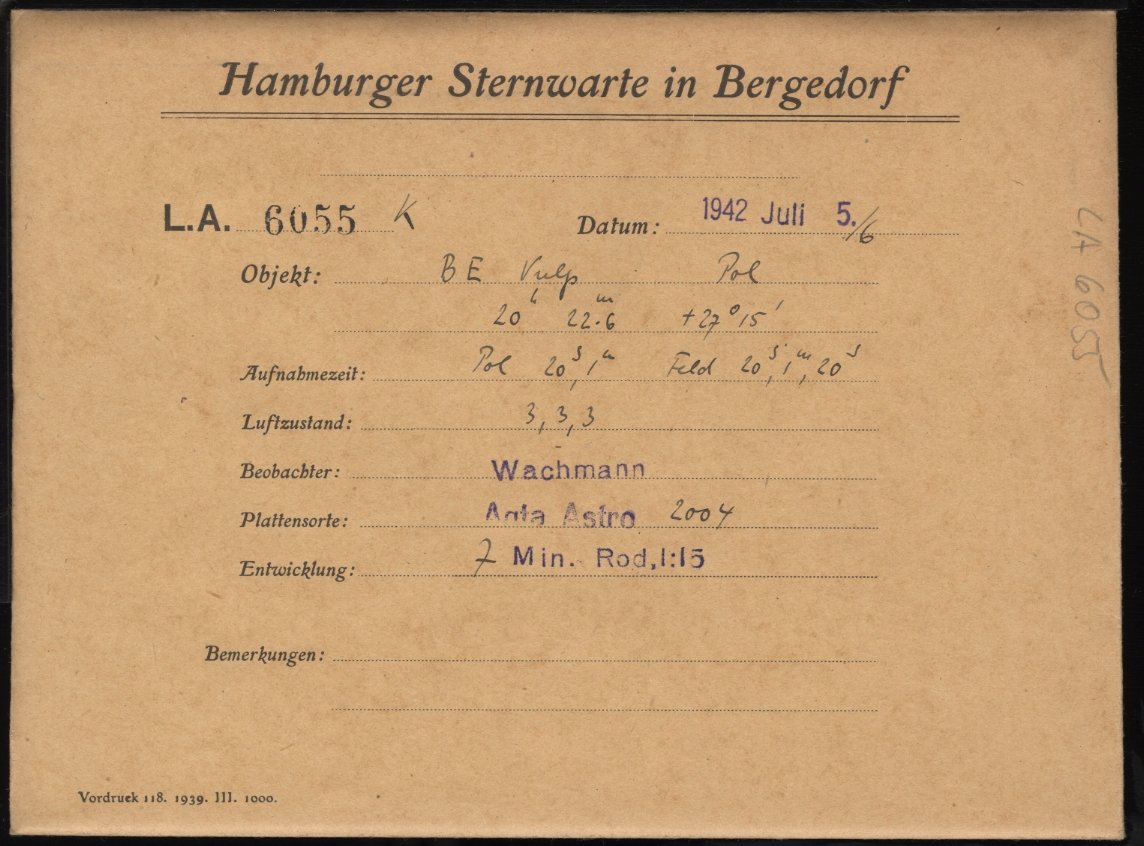 Hamburger Sternwarte in Bergedorf
L.A. 6055 K Datum: 1942 Juli 5./6
Objekt: BE Vulp Pol
20ʰ 22.6ᵐ +27° 15'
Aufnahmezeit: Pol 20ˢ, 1ᵐ Feld 20ˢ, 1ᵐ, 20ˢ
Luftzustand: 3, 3, 3
Beobachter: Wachmann
Plattensorte: Agfa Astro 2004
Entwicklung: 7 Min. Rod, 1:15
Bemerkungen:
Vordruck 118. 1939. III. 1000.
LA 6055